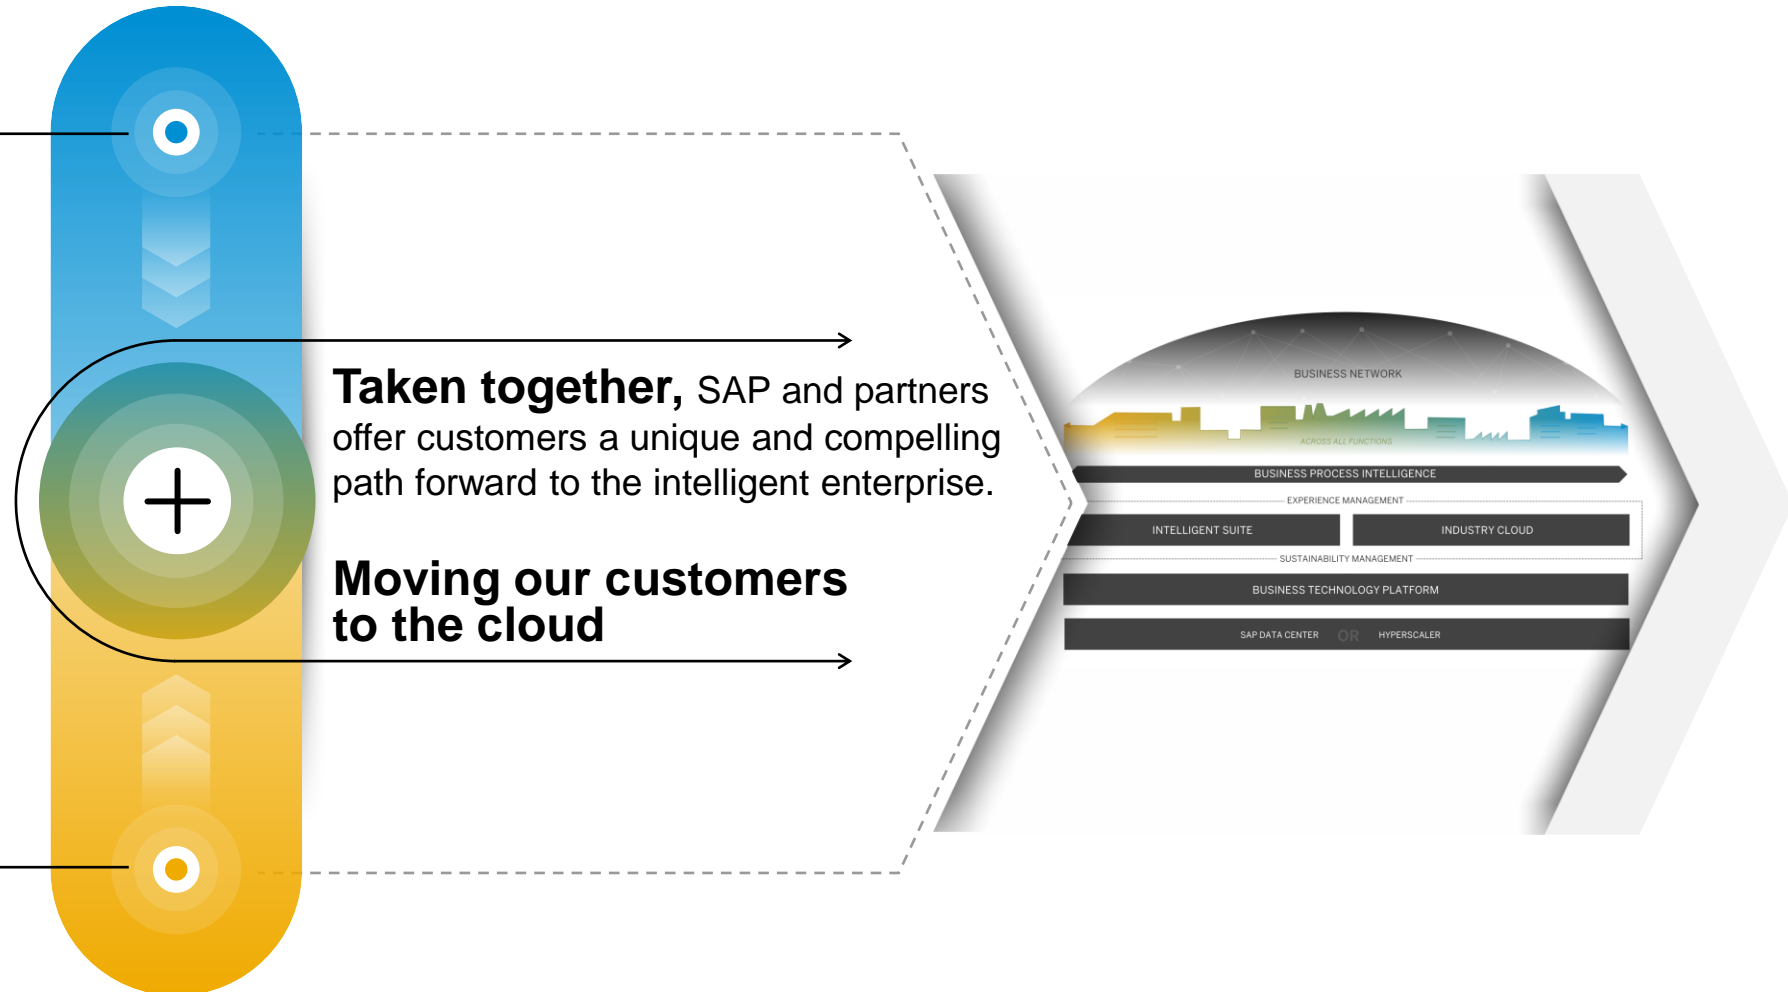 Taken together, SAP and partners
offer customers a unique and compelling
path forward to the intelligent enterprise.
Moving our customers
to the cloud
BUSINESS NETWORK
ACROSS ALL FUNCTIONS
BUSINESS PROCESS INTELLIGENCE
EXPERIENCE MANAGEMENT
INTELLIGENT SUITE INDUSTRY CLOUD
SUSTAINABILITY MANAGEMENT
BUSINESS TECHNOLOGY PLATFORM
SAP DATA CENTER OR HYPERSCALER